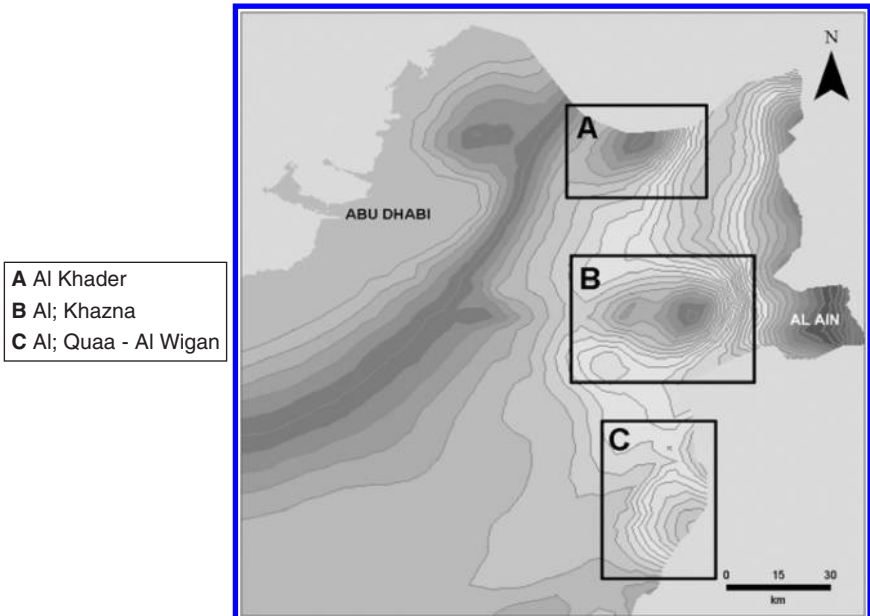 A Al Khader
B Al; Khazna
C Al; Quaa - Al Wigan
N
A
ABU DHABI
B
AL AIN
C
0 15 30
km